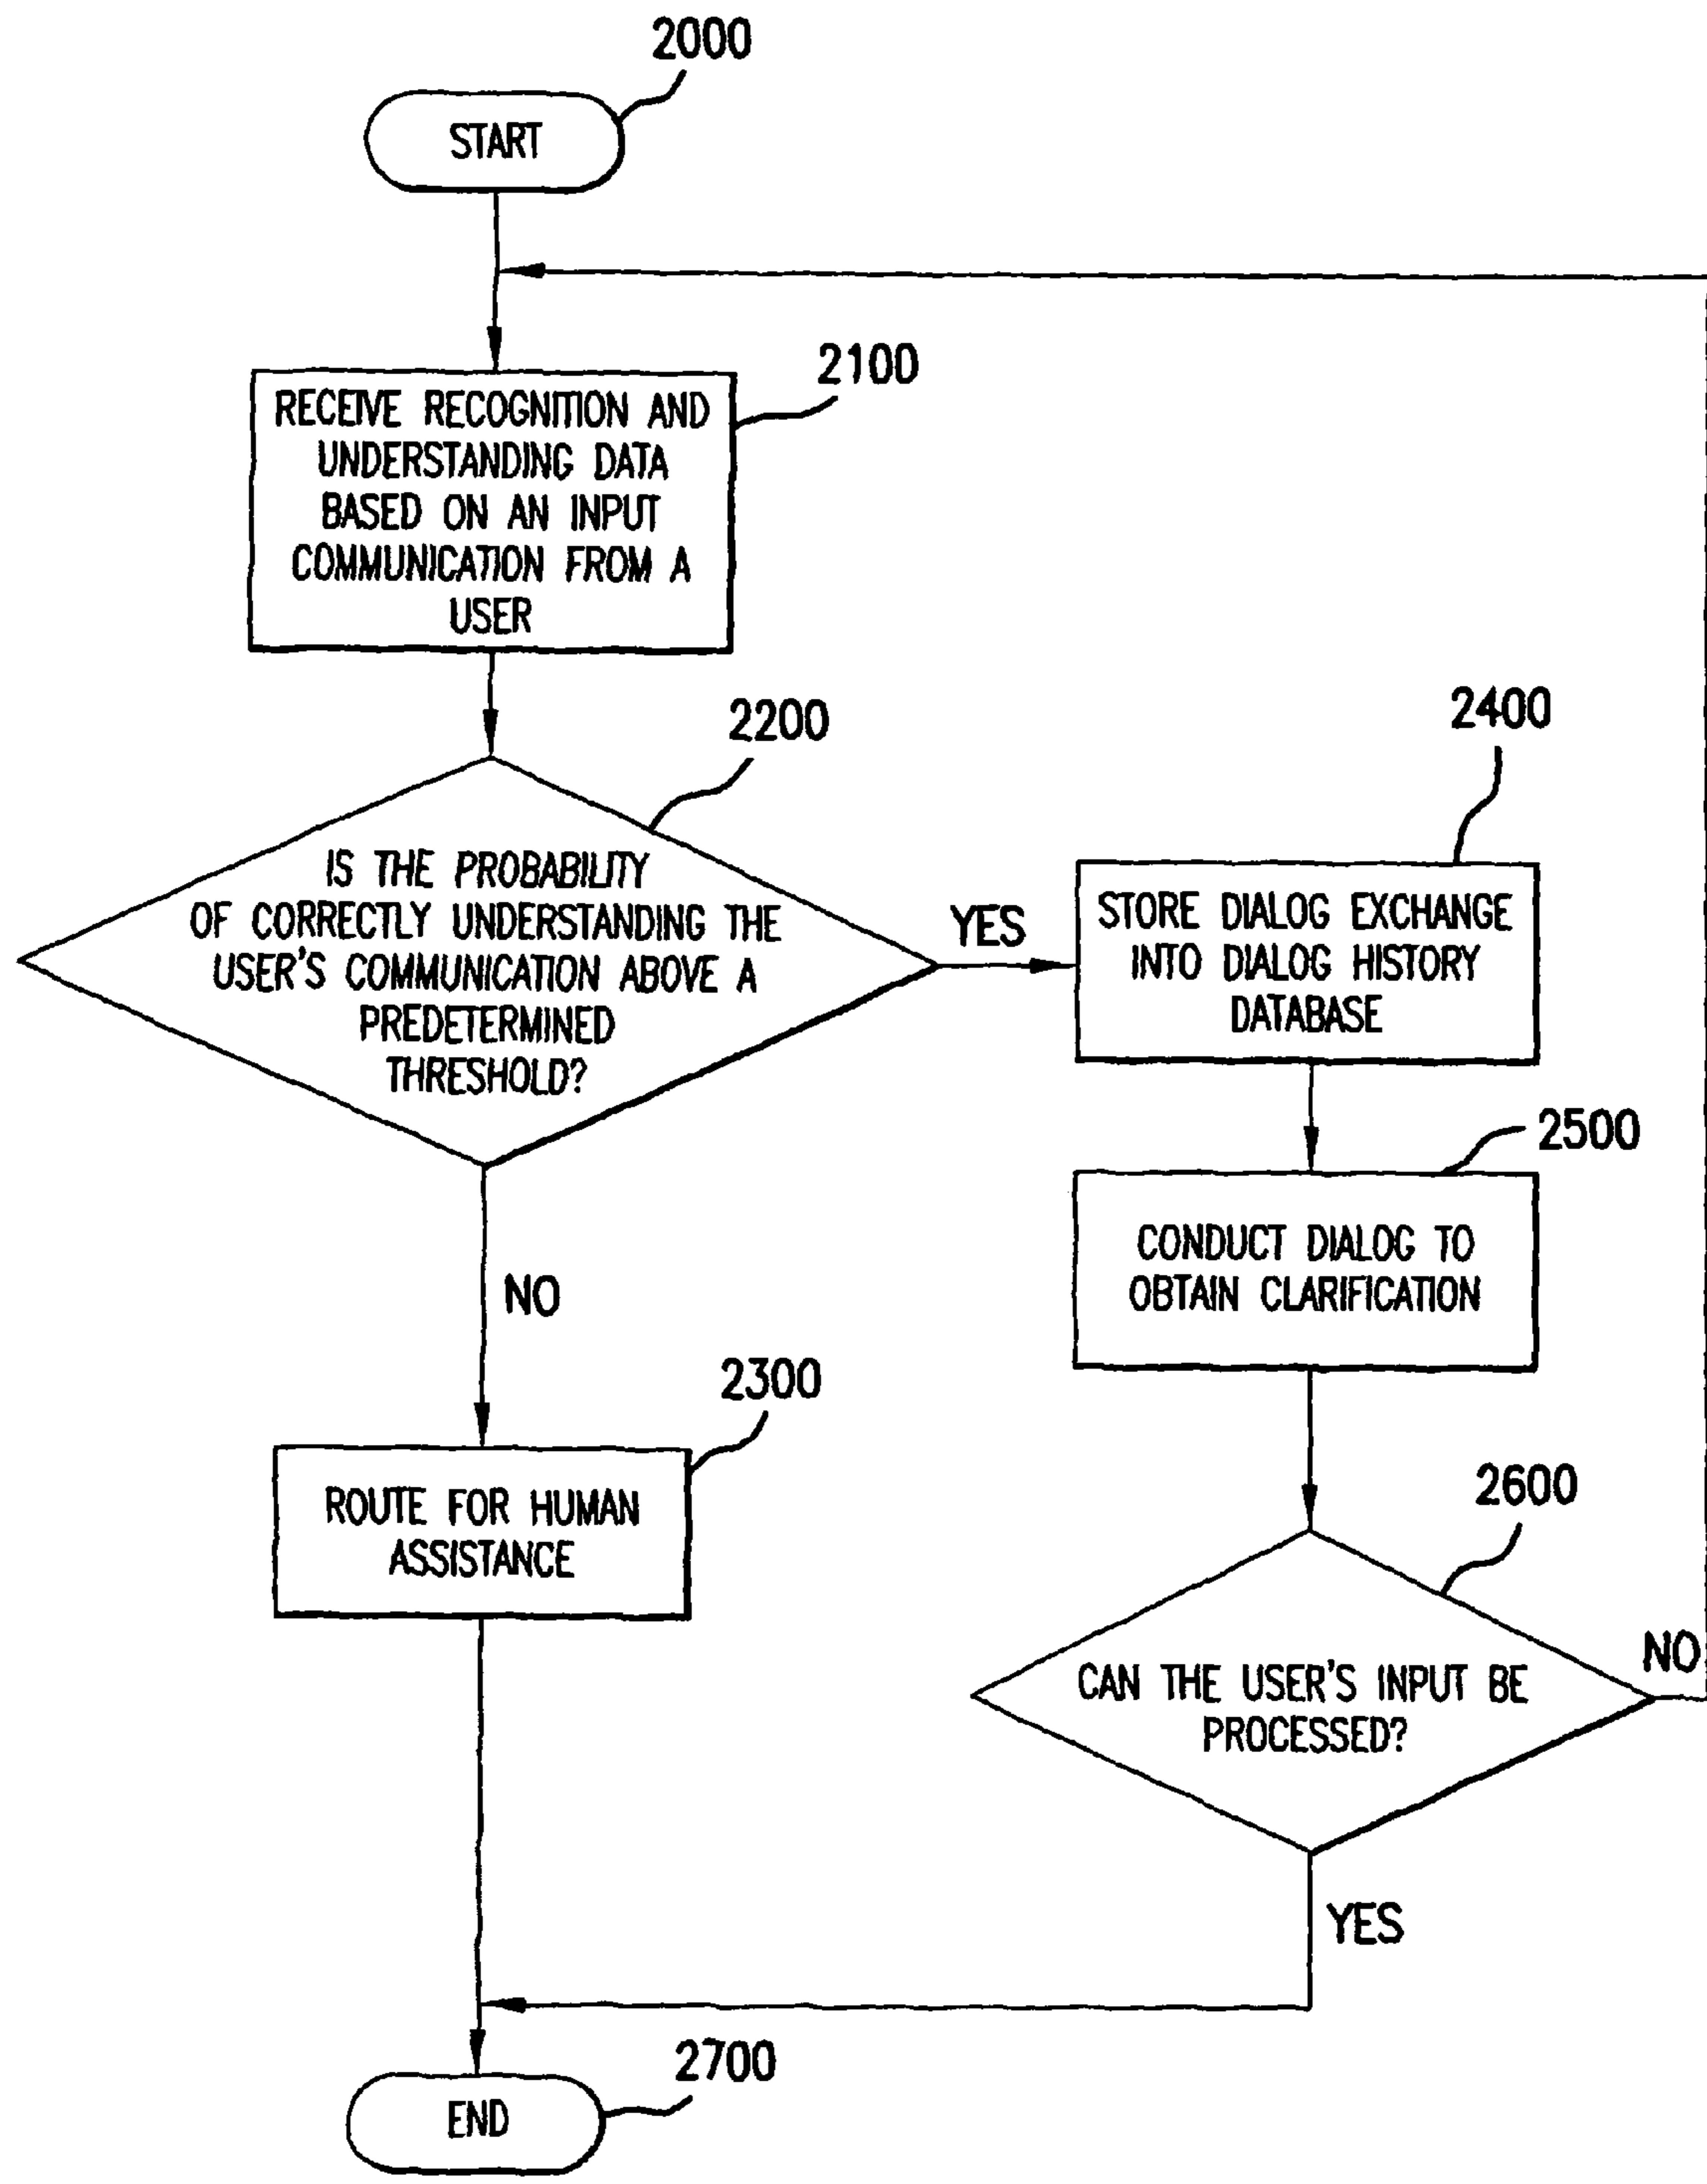 2000
START
2100
RECEIVE RECOGNITION AND
UNDERSTANDING DATA
BASED ON AN INPUT
COMMUNICATION FROM A
USER
2200
IS THE PROBABILITY
OF CORRECTLY UNDERSTANDING THE
USER'S COMMUNICATION ABOVE A
PREDETERMINED
THRESHOLD?
YES
2400
STORE DIALOG EXCHANGE
INTO DIALOG HISTORY
DATABASE
2500
CONDUCT DIALOG TO
OBTAIN CLARIFICATION
NO
2300
ROUTE FOR HUMAN
ASSISTANCE
2600
CAN THE USER'S INPUT BE
PROCESSED?
NO
YES
2700
END